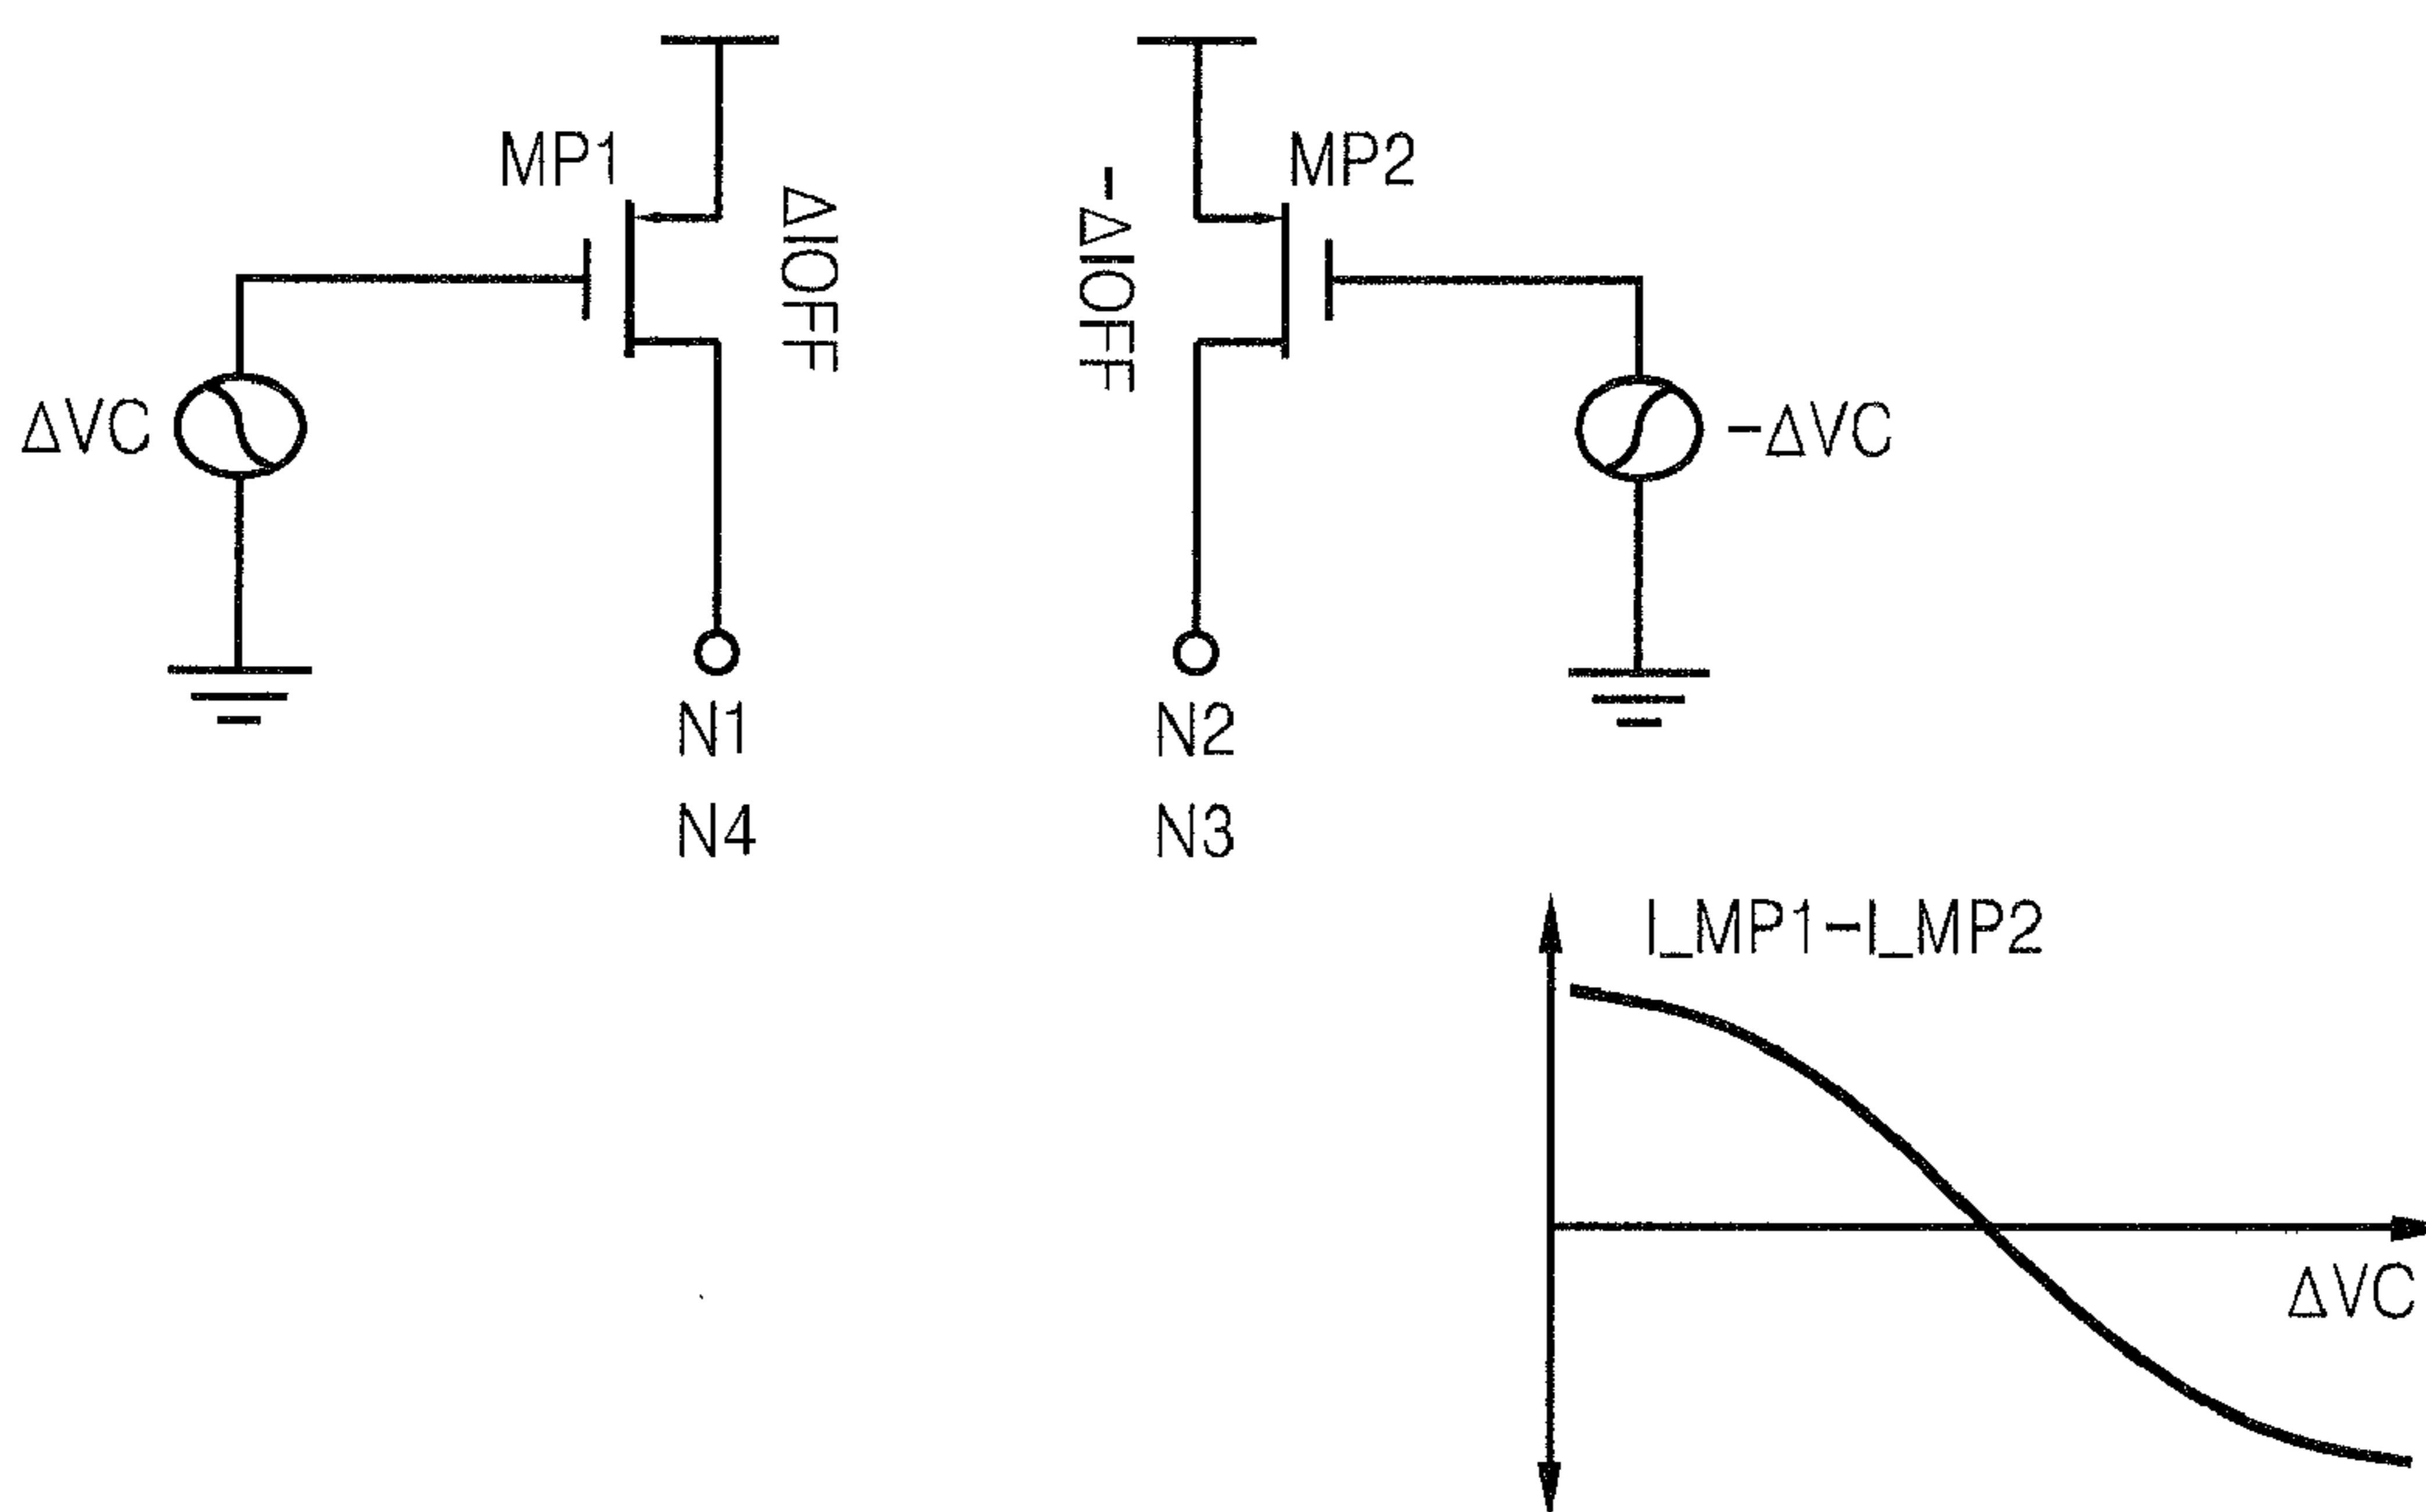 MP1
MP2
ΔIOFF
-ΔIOFF
ΔVC
-ΔVC
N1
N2
N4
N3
I_MP1-I_MP2
ΔVC